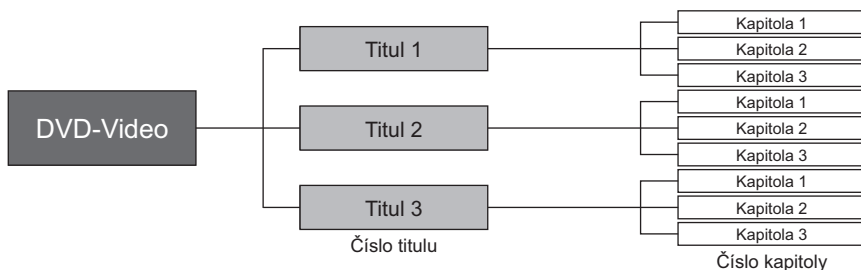 DVD-Video
Titul 1
Kapitola 1
Kapitola 2
Kapitola 3
Titul 2
Kapitola 1
Kapitola 2
Kapitola 3
Titul 3
Kapitola 1
Kapitola 2
Kapitola 3
Číslo titulu
Číslo kapitoly